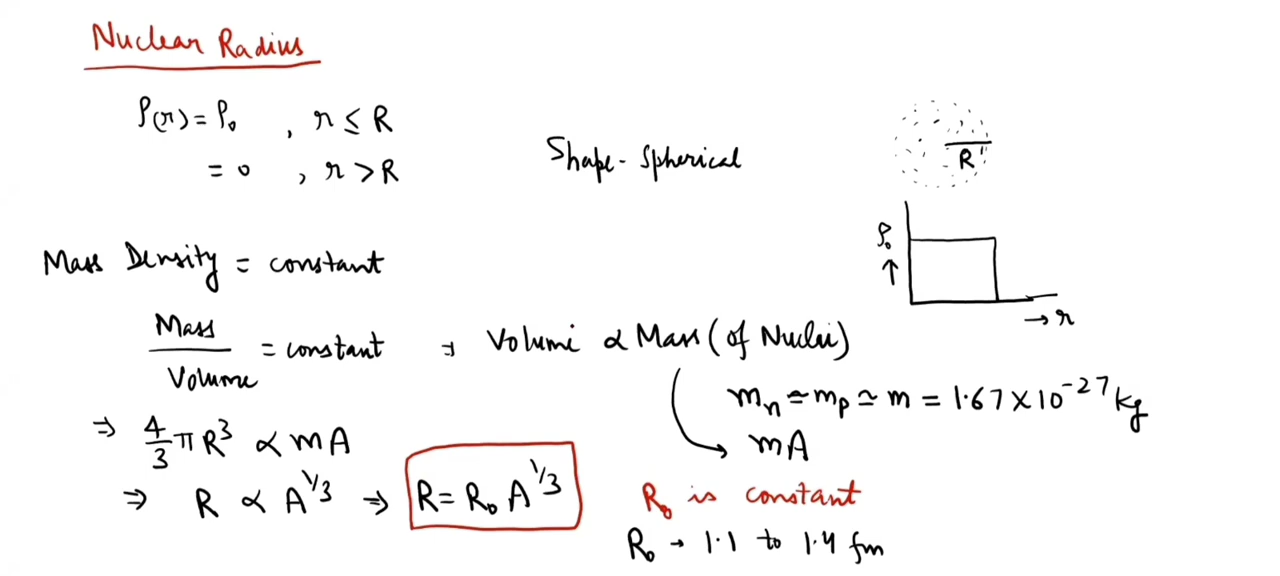 Nuclear Radius
ρ(r) = ρ₀ , r ≤ R
= 0 , r > R
Shape - Spherical
R
ρ₀ ↑
→ r
Mass Density = constant
Mass/Volume = constant ⇒ Volume ∝ Mass (of Nuclei)
mₙ ≃ mₚ ≃ m = 1.67 × 10⁻²⁷ kg
mA
⇒ 4/3 π R³ ∝ mA
⇒ R ∝ A^1/3 ⇒ R = R₀ A^1/3
R₀ is constant
R₀ → 1.1 to 1.4 fm